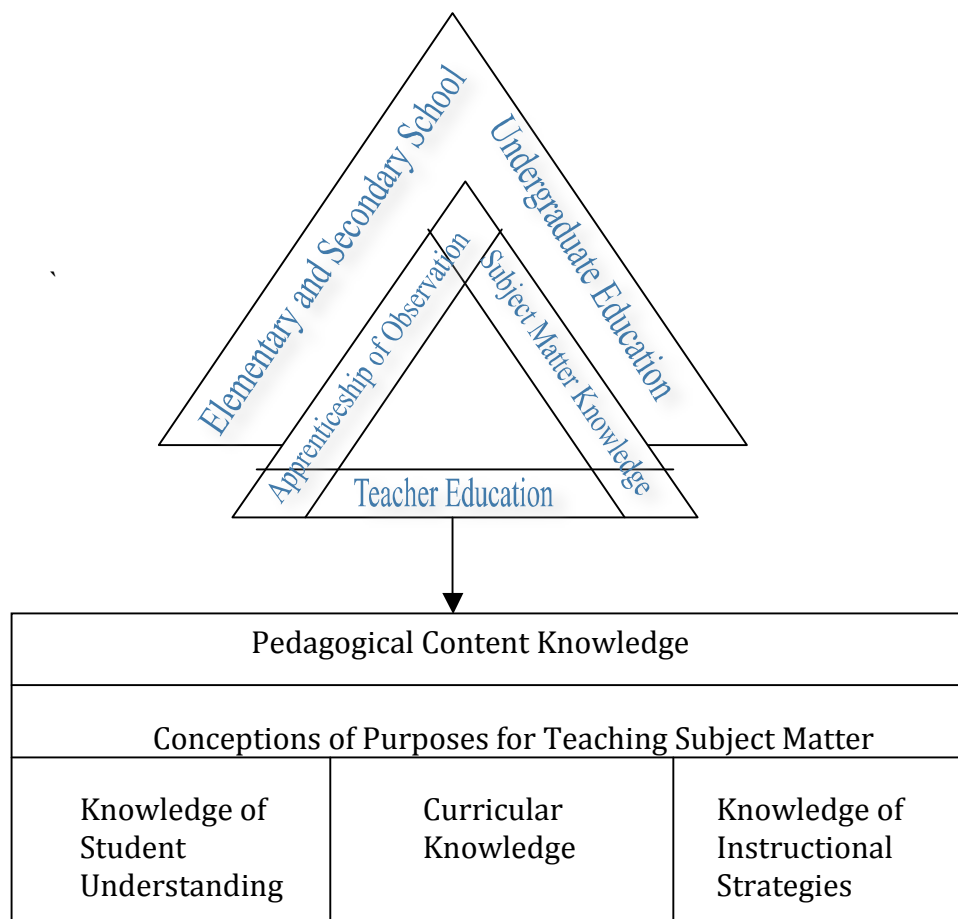 Elementary and Secondary School
Undergraduate Education
`
Apprenticeship of Observation
Subject Matter Knowledge
Teacher Education
Pedagogical Content Knowledge
Conceptions of Purposes for Teaching Subject Matter
Knowledge of
Student
Understanding
Curricular
Knowledge
Knowledge of
Instructional
Strategies